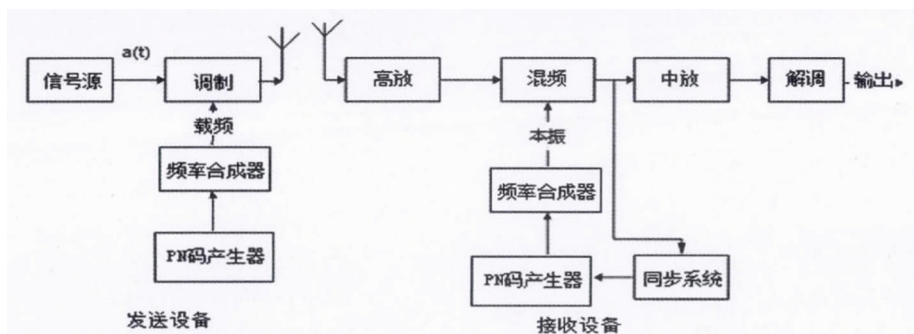 a(t)
信号源
调制
高放
混频
中放
解调
输出
载频
本振
频率合成器
频率合成器
PN码产生器
PN码产生器
同步系统
发送设备
接收设备